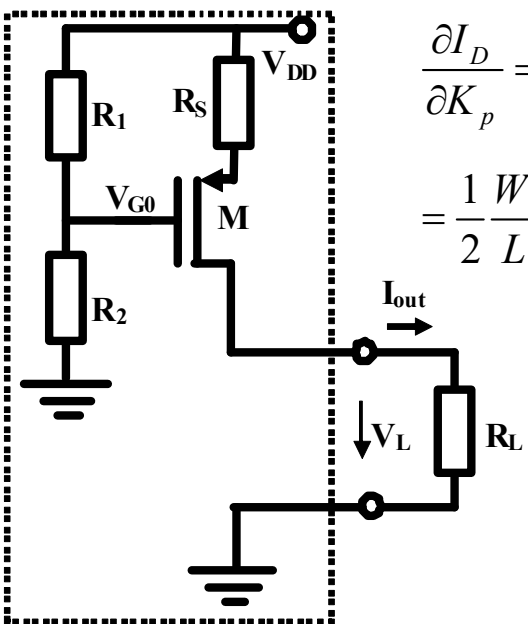 V_DD
R_1
R_S
V_G0
M
R_2
I_out
V_L
R_L
∂I_D / ∂K_p =
= 1/2 W/L